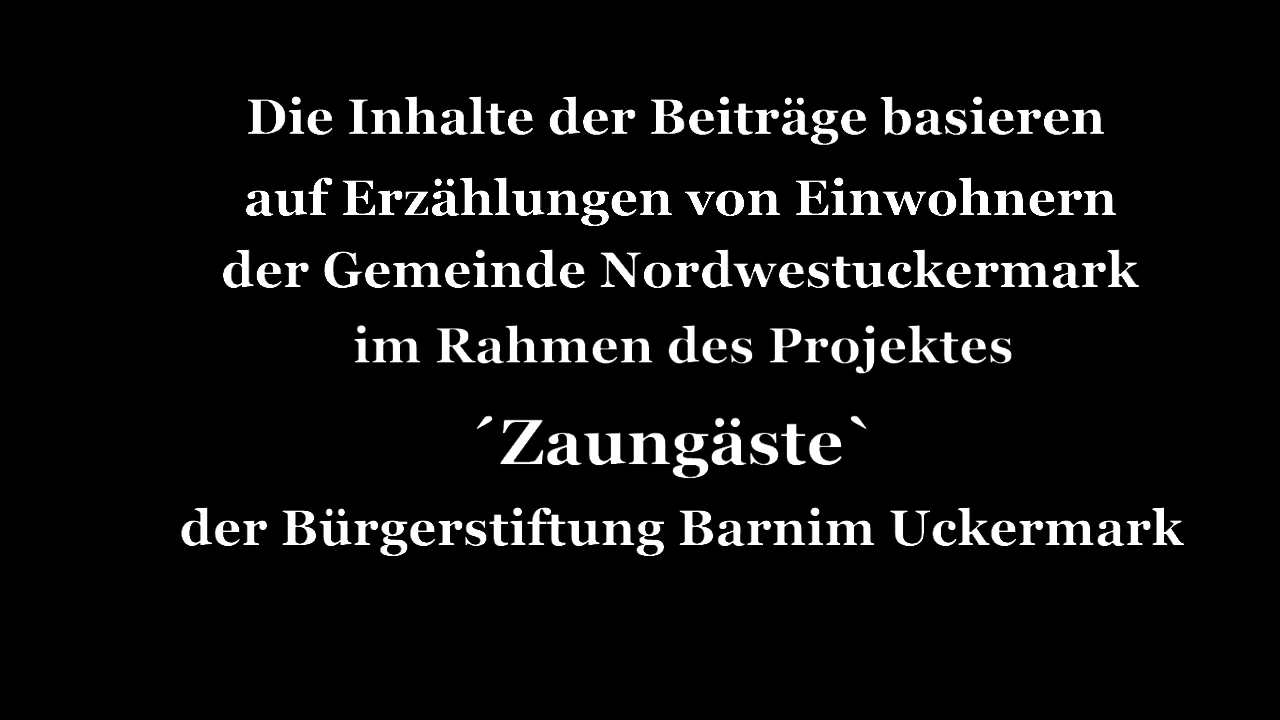 Die Inhalte der Beiträge basieren
auf Erzählungen von Einwohnern
der Gemeinde Nordwestuckermark
im Rahmen des Projektes
´Zaungäste`
der Bürgerstiftung Barnim Uckermark